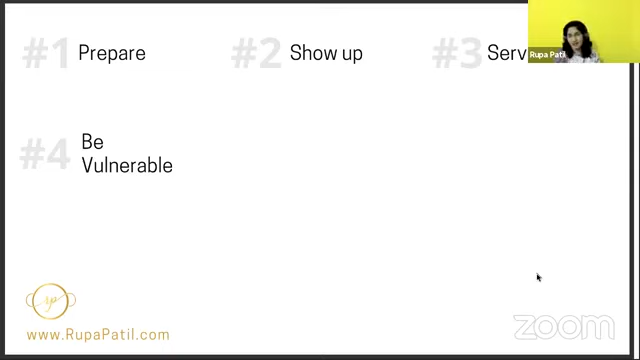 #1 Prepare
#2 Show up
#3 Serv
Rupa Patil
#4 Be
Vulnerable
rp
www.RupaPatil.com
zoom